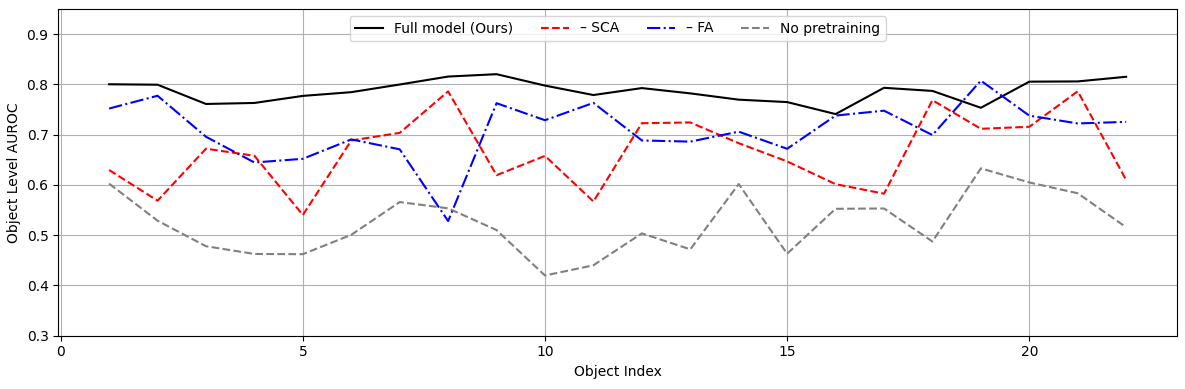 Full model (Ours) – SCA – FA No pretraining
0.9
0.8
0.7
0.6
0.5
0.4
0.3
Object Level AUROC
0 5 10 15 20
Object Index